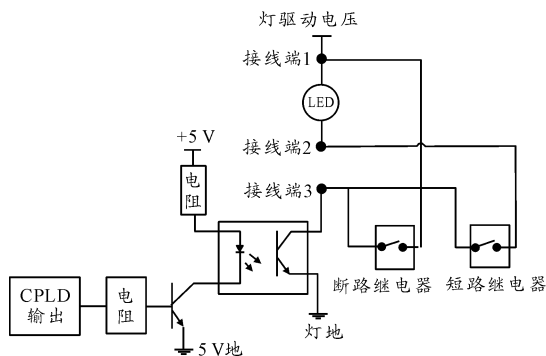 灯驱动电压
接线端1
LED
接线端2
+5 V
电阻
接线端3
断路继电器
短路继电器
CPLD
输出
电阻
5 V地
灯地